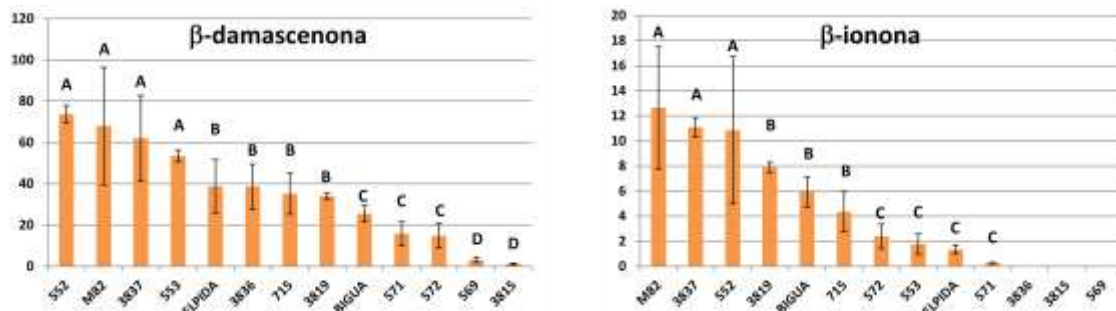 β-damascenona
120
100
80
60
40
20
0
A
A
A
A
B
B
B
B
C
C
C
D
D
552
M82
3837
553
ELPIDA
3836
715
3819
BIGUA
571
572
569
3815
β-ionona
20
18
16
14
12
10
8
6
4
2
0
A
A
A
B
B
B
C
C
C
C
M82
3837
552
3819
BIGUA
715
572
553
ELPIDA
571
3836
3815
569